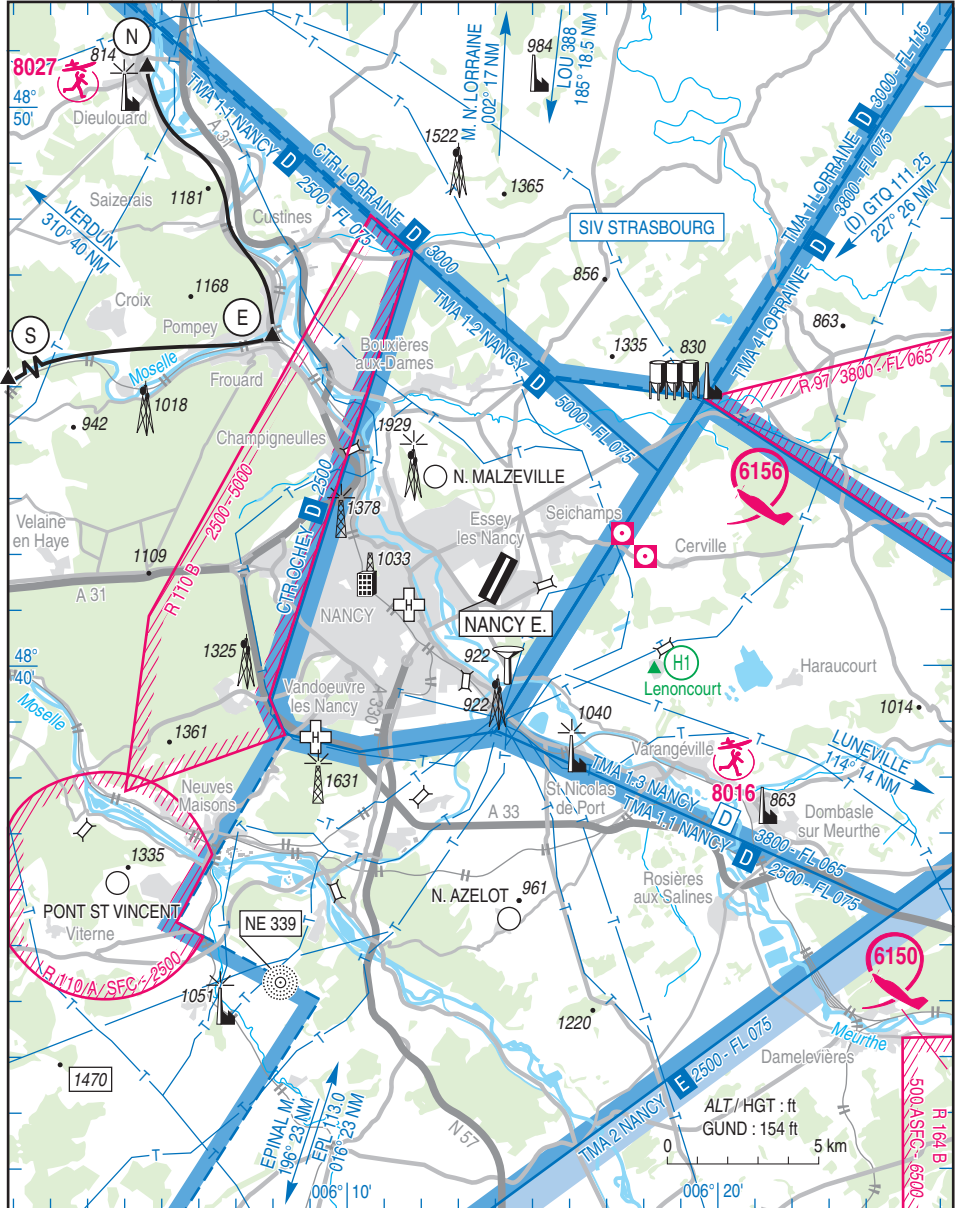 N
814
8027
48°
50'
Dieulouard
A 31
TMA 1.1 NANCY D 2500 - FL 075
CTR LORRAINE D 3000
M. N.LORRAINE
002° 17 NM
984
LOU 388
185° 18.5 NM
TMA 1 LORRAINE D 3000 - FL 115
3800 - FL 075
TMA 4 LORRAINE D
(D) GTQ 111.25
227° 26 NM
1522
1365
1181
Saizerais
Custines
VERDUN
310° 40 NM
SIV STRASBOURG
856
1168
Croix
E
Pompey
S
Moselle
Frouard
Bouxières
aux-Dames
TMA 1.2 NANCY D 5000 - FL 075
1335
830
863
R 97 3800 - FL 065
1018
942
1929
Champigneulles
N. MALZEVILLE
6156
2500 - 5000
R 110 B
CTR OCHEY D 2500
1378
Velaine
en Haye
Essey
les Nancy
Seichamps
Cerville
1109
A 31
1033
H
NANCY
NANCY E.
1325
48°
40'
922
922
H1
Lenoncourt
Haraucourt
Moselle
Vandoeuvre
les Nancy
A 330
1361
H
1631
1040
1014
Varangéville
LUNEVILLE
114° 14 NM
8016
TMA 1.3 NANCY D 3800 - FL 065
TMA 1.1 NANCY D 2500 - FL 075
St Nicolas
de Port
863
Dombasle
sur Meurthe
Neuves
Maisons
A 33
1335
PONT ST VINCENT
Viterne
N. AZELOT
961
Rosières
aux Salines
NE 339
R 110 A SFC - 2500
1051
6150
1220
Meurthe
Damelevières
1470
EPINAL M.
196° 23 NM
EPL 113.0
016° 23 NM
N 57
TMA 2 NANCY E 2500 - FL 075
ALT / HGT : ft
GUND : 154 ft
0 5 km
R 164 B
500 ASFC - 6500
006° 10'
006° 20'